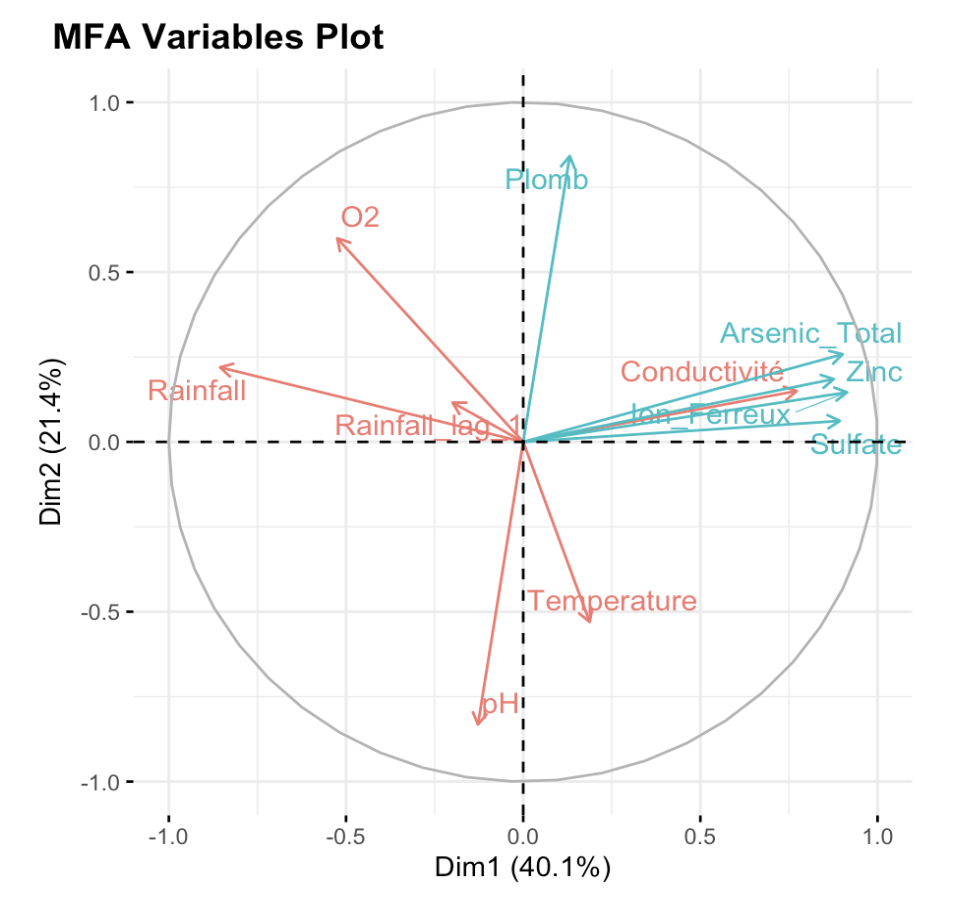 MFA Variables Plot
1.0
Plomb
O2
0.5
Arsenic_Total
Conductivité
Zinc
Rainfall
Ion_Ferreux
Rainfall_lag_1
0.0
Sulfate
Dim2 (21.4%)
-0.5
Temperature
pH
-1.0
-1.0 -0.5 0.0 0.5 1.0
Dim1 (40.1%)